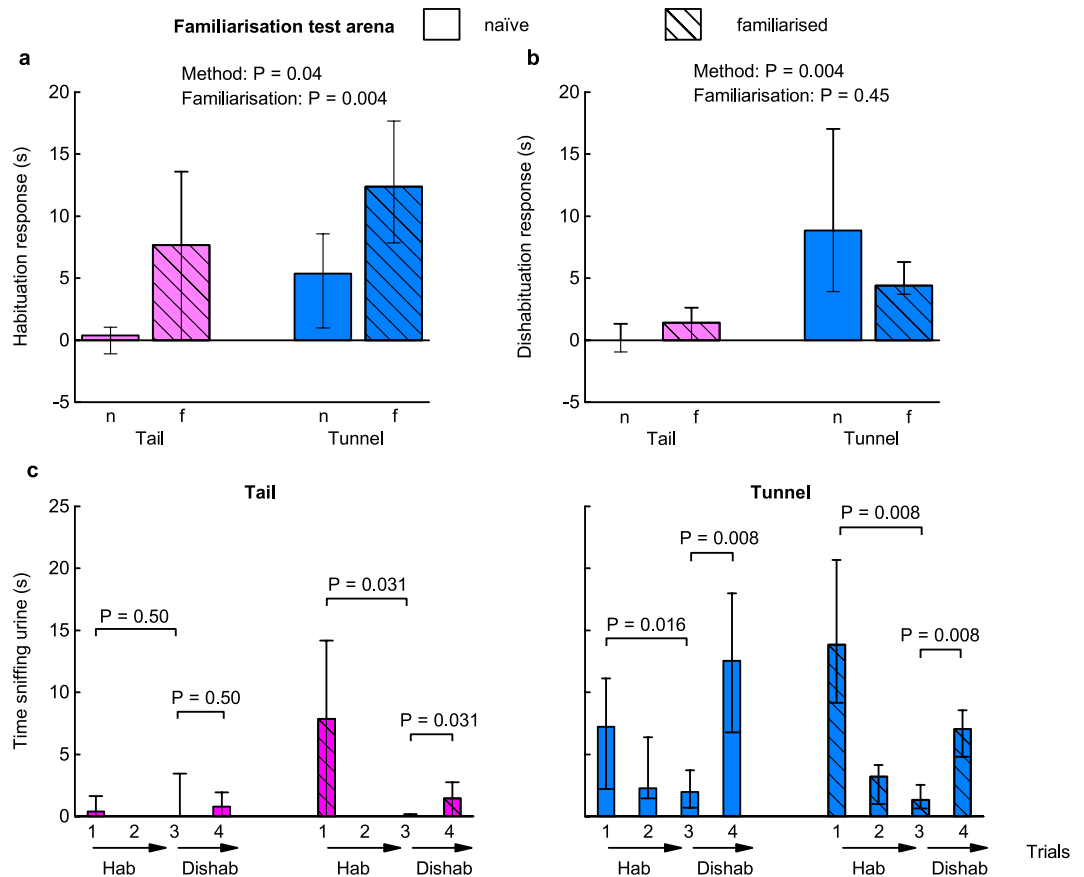 Familiarisation test arena naïve familiarised
a
Method: P = 0.04
Familiarisation: P = 0.004
Habituation response (s)
20
15
10
5
0
-5
n f n f
Tail Tunnel
b
Method: P = 0.004
Familiarisation: P = 0.45
Dishabituation response (s)
20
15
10
5
0
-5
n f n f
Tail Tunnel
c
Tail
Time sniffing urine (s)
25
20
15
10
5
0
P = 0.50
P = 0.50
P = 0.031
P = 0.031
1 2 3 4 1 2 3 4
Hab Dishab Hab Dishab
Tunnel
P = 0.016
P = 0.008
P = 0.008
P = 0.008
1 2 3 4 1 2 3 4
Hab Dishab Hab Dishab
Trials